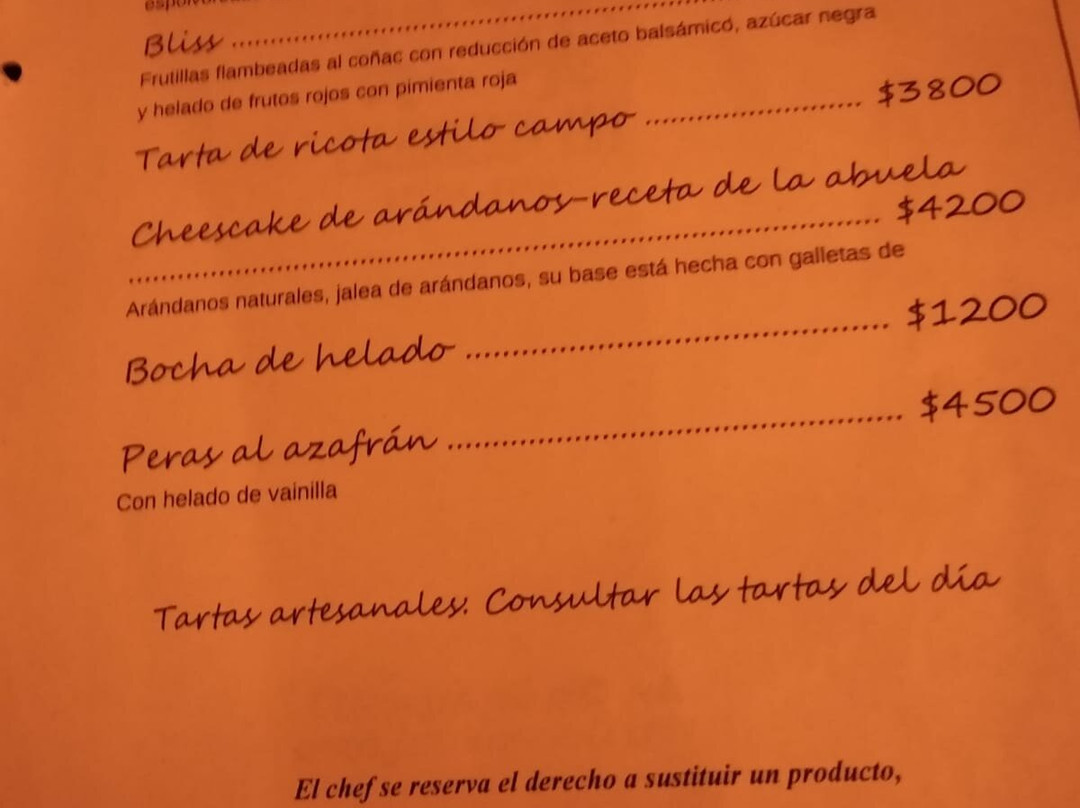 Bliss ................................................
Frutillas flambeadas al coñac con reducción de aceto balsámico, azúcar negra
y helado de frutos rojos con pimienta roja
Tarta de ricota estilo campo ........................ $3800
Cheescake de arándanos-receta de la abuela
................................................................................ $4200
Arándanos naturales, jalea de arándanos, su base está hecha con galletas de
Bocha de helado ................................................ $1200
Peras al azafrán .................................................. $4500
Con helado de vainilla
Tartas artesanales: Consultar las tartas del día
El chef se reserva el derecho a sustituir un producto,